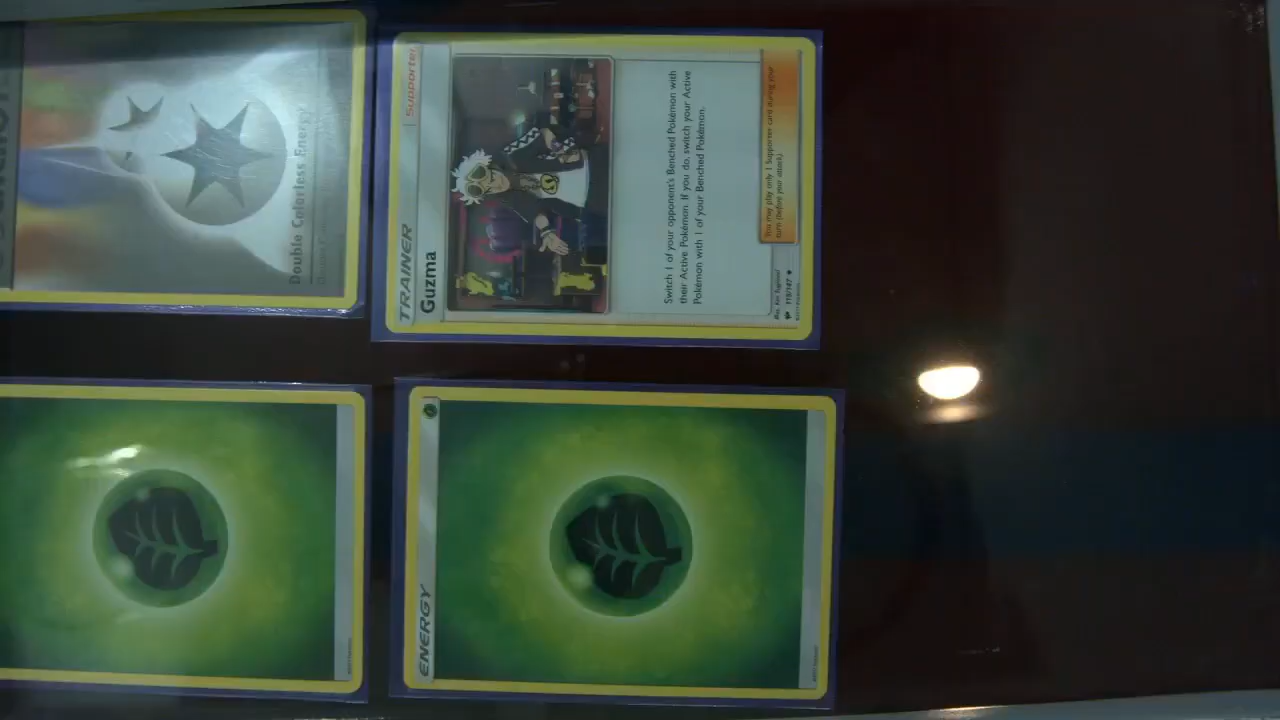 Double Colorless Energy
TRAINER
Supporter
Guzma
Switch 1 of your opponent's Benched Pokémon with
their Active Pokémon. If you do, switch your Active
Pokémon with 1 of your Benched Pokémon.
You may play only 1 Supporter card during your
turn (before your attack).
115/147
ENERGY